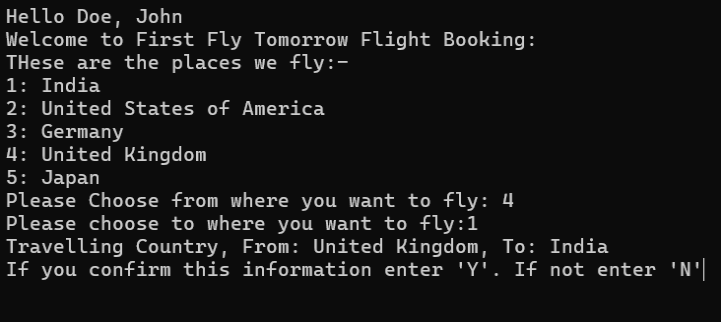 Hello Doe, John
Welcome to First Fly Tomorrow Flight Booking:
THese are the places we fly:-
1: India
2: United States of America
3: Germany
4: United Kingdom
5: Japan
Please Choose from where you want to fly: 4
Please choose to where you want to fly:1
Travelling Country, From: United Kingdom, To: India
If you confirm this information enter 'Y'. If not enter 'N'